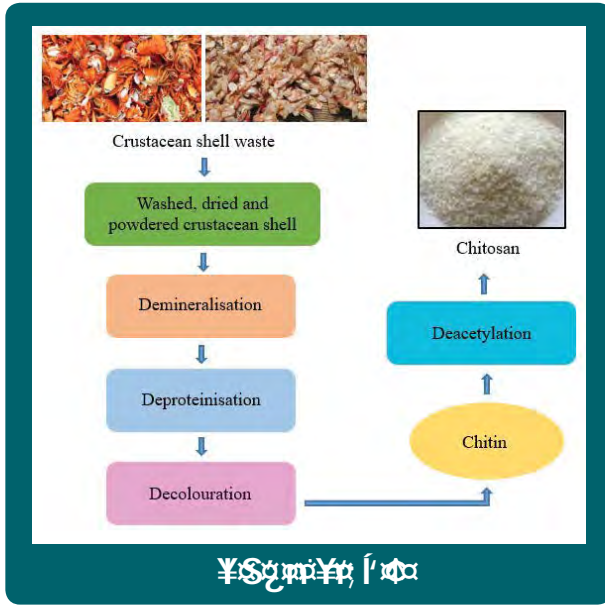 Crustacean shell waste
Washed, dried and
powdered crustacean shell
Demineralisation
Deproteinisation
Decolouration
Chitin
Deacetylation
Chitosan